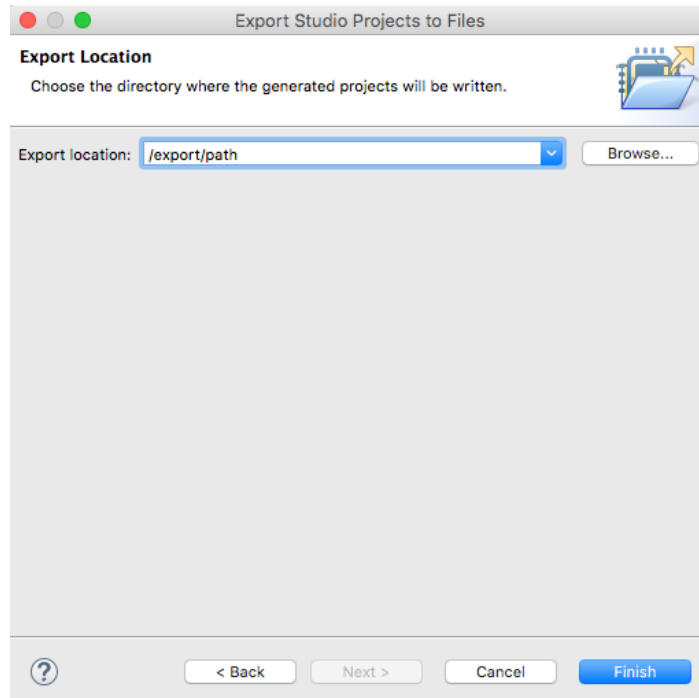 Export Studio Projects to Files
Export Location
Choose the directory where the generated projects will be written.
Export location: /export/path Browse...
? < Back Next > Cancel Finish